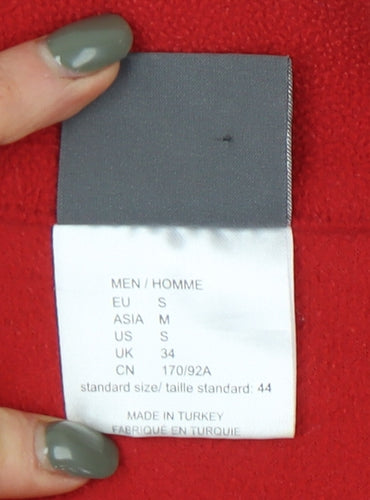 MEN / HOMME
EU S
ASIA M
US S
UK 34
CN 170/92A
standard size/ taille standard: 44
MADE IN TURKEY
FABRIQUE EN TURQUIE